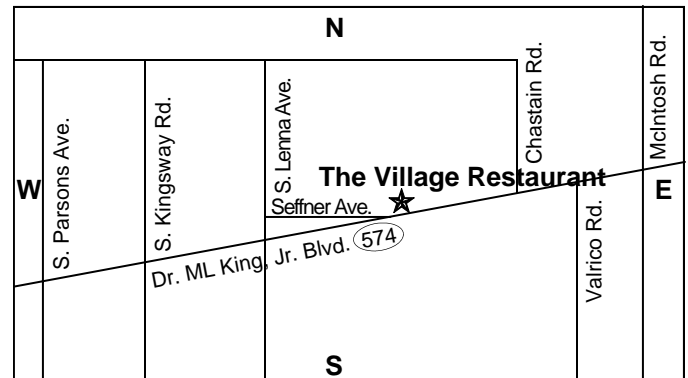 N
S. Parsons Ave.
S. Kingsway Rd.
S. Lenna Ave.
Chastain Rd.
McIntosh Rd.
W
The Village Restaurant
E
Seffner Ave.
Dr. ML King, Jr. Blvd. 574
Valrico Rd.
S